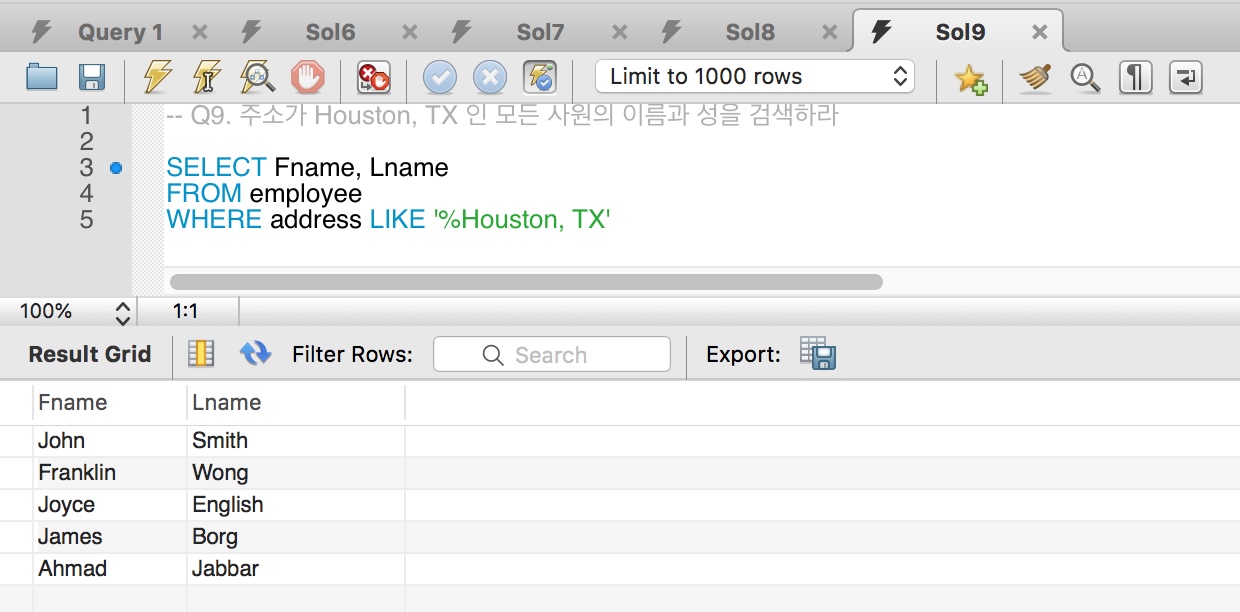 Query 1 Sol6 Sol7 Sol8 Sol9
Limit to 1000 rows
1 -- Q9. 주소가 Houston, TX 인 모든 사원의 이름과 성을 검색하라
2
3 SELECT Fname, Lname
4 FROM employee
5 WHERE address LIKE '%Houston, TX'
100% 1:1
Result Grid Filter Rows: Search Export:
Fname Lname
John Smith
Franklin Wong
Joyce English
James Borg
Ahmad Jabbar